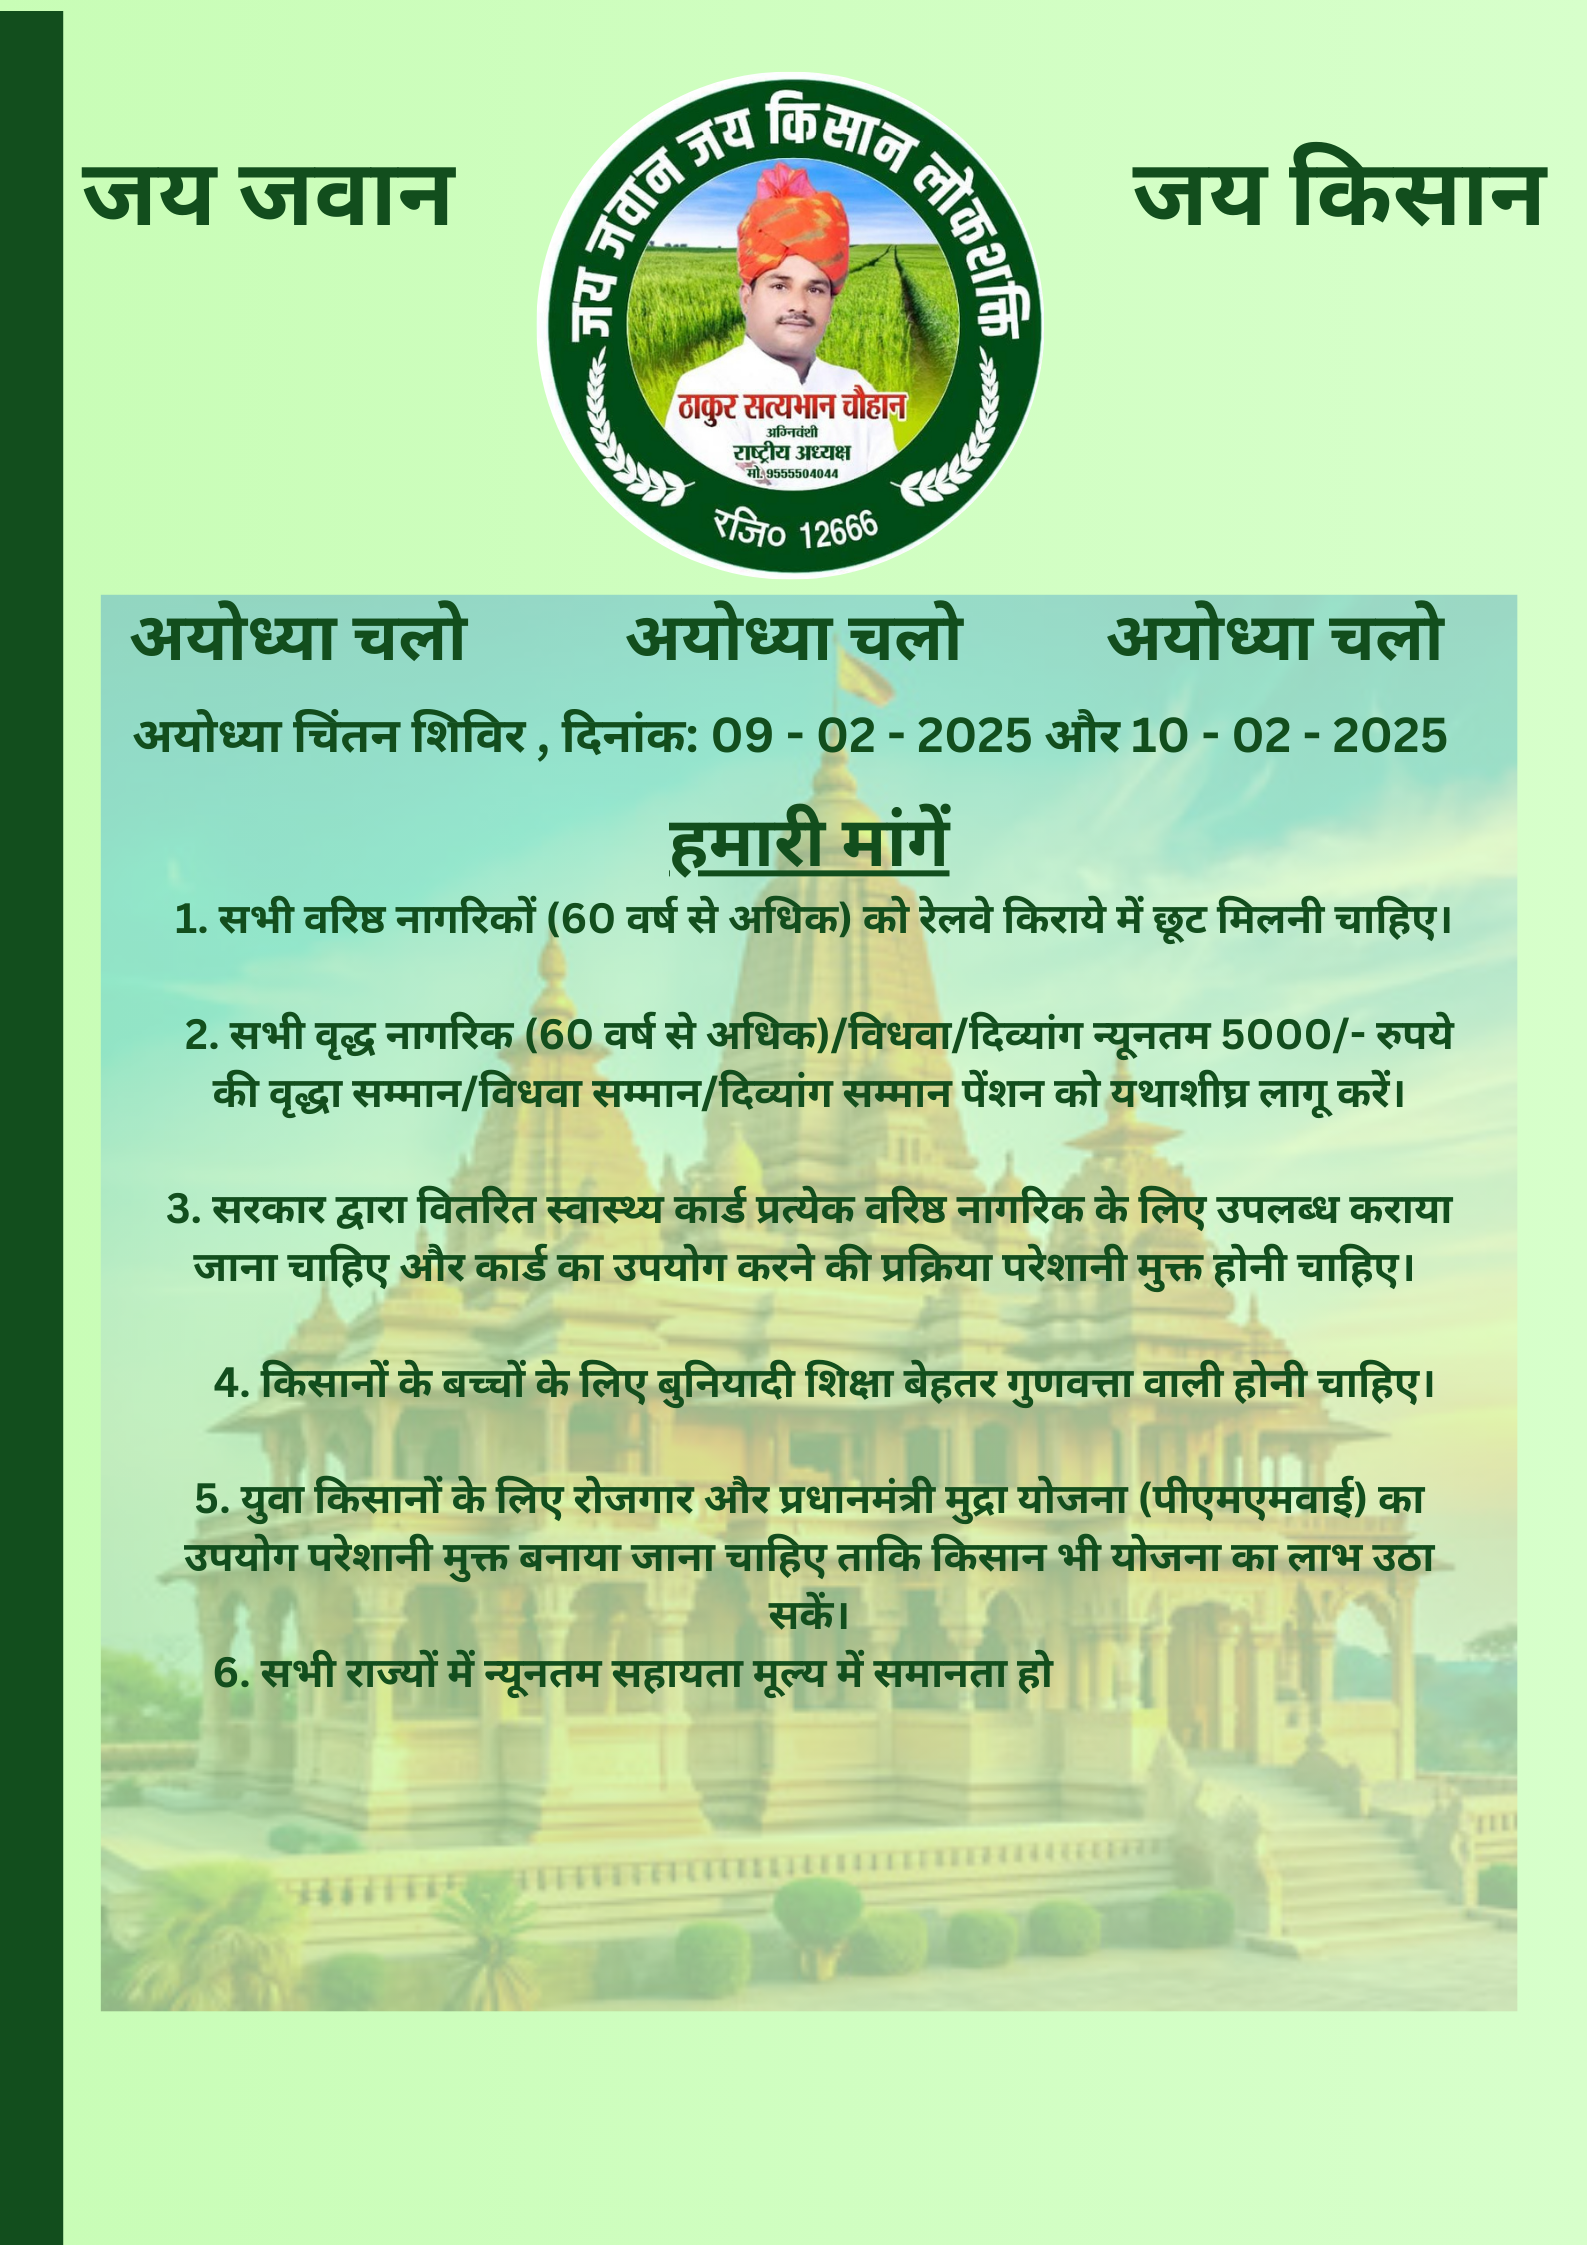 जय जवान
जय जवान जय किसान लोकशक्ति
जय किसान
ठाकुर सत्यभान चौहान
अग्निवंशी
राष्ट्रीय अध्यक्ष
मो. 9555504044
रजि० 12666
अयोध्या चलो अयोध्या चलो अयोध्या चलो
अयोध्या चिंतन शिविर , दिनांक: 09 - 02 - 2025 और 10 - 02 - 2025
हमारी मांगें
1. सभी वरिष्ठ नागरिकों (60 वर्ष से अधिक) को रेलवे किराये में छूट मिलनी चाहिए।
2. सभी वृद्ध नागरिक (60 वर्ष से अधिक)/विधवा/दिव्यांग न्यूनतम 5000/- रुपये
की वृद्धा सम्मान/विधवा सम्मान/दिव्यांग सम्मान पेंशन को यथाशीघ्र लागू करें।
3. सरकार द्वारा वितरित स्वास्थ्य कार्ड प्रत्येक वरिष्ठ नागरिक के लिए उपलब्ध कराया
जाना चाहिए और कार्ड का उपयोग करने की प्रक्रिया परेशानी मुक्त होनी चाहिए।
4. किसानों के बच्चों के लिए बुनियादी शिक्षा बेहतर गुणवत्ता वाली होनी चाहिए।
5. युवा किसानों के लिए रोजगार और प्रधानमंत्री मुद्रा योजना (पीएमएमवाई) का
उपयोग परेशानी मुक्त बनाया जाना चाहिए ताकि किसान भी योजना का लाभ उठा
सकें।
6. सभी राज्यों में न्यूनतम सहायता मूल्य में समानता हो